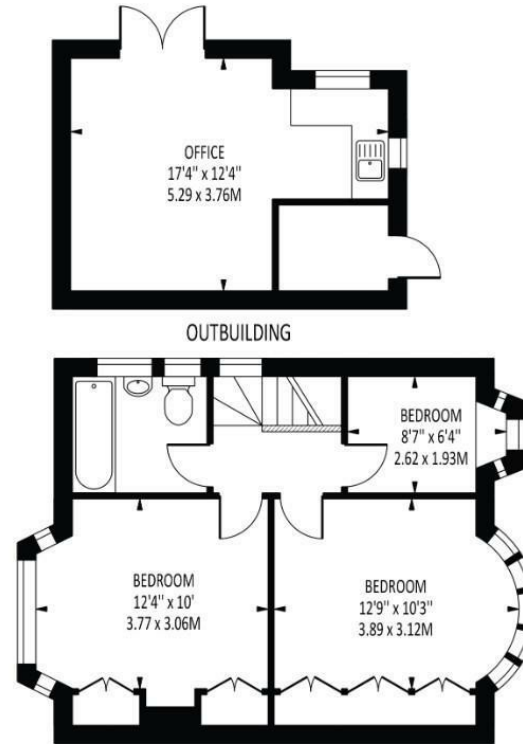 OFFICE
17'4" x 12'4"
5.29 x 3.76M
OUTBUILDING
BEDROOM
8'7" x 6'4"
2.62 x 1.93M
BEDROOM
12'4" x 10'
3.77 x 3.06M
BEDROOM
12'9" x 10'3"
3.89 x 3.12M